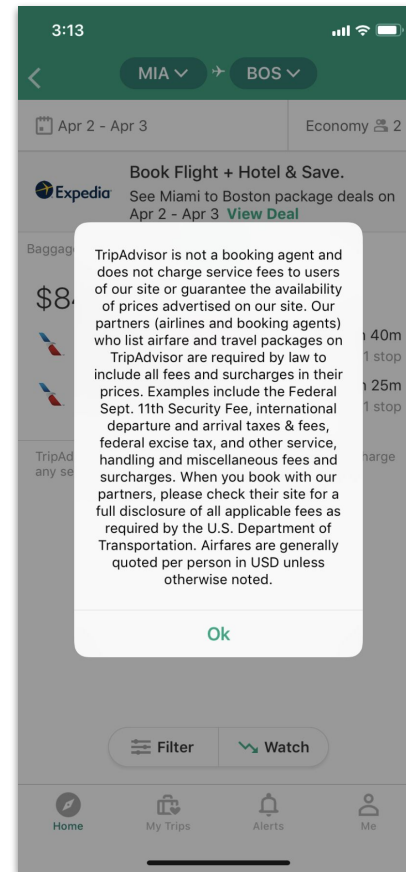 3:13
MIA BOS
Apr 2 - Apr 3 Economy 2
Book Flight + Hotel & Save.
Expedia See Miami to Boston package deals on
Apr 2 - Apr 3 View Deal
TripAdvisor is not a booking agent and
does not charge service fees to users
of our site or guarantee the availability
of prices advertised on our site. Our
partners (airlines and booking agents)
who list airfare and travel packages on
TripAdvisor are required by law to
include all fees and surcharges in their
prices. Examples include the Federal
Sept. 11th Security Fee, international
departure and arrival taxes & fees,
federal excise tax, and other service,
handling and miscellaneous fees and
surcharges. When you book with our
partners, please check their site for a
full disclosure of all applicable fees as
required by the U.S. Department of
Transportation. Airfares are generally
quoted per person in USD unless
otherwise noted.
Ok
40m
1 stop
25m
1 stop
any
Filter Watch
Home My Trips Alerts Me